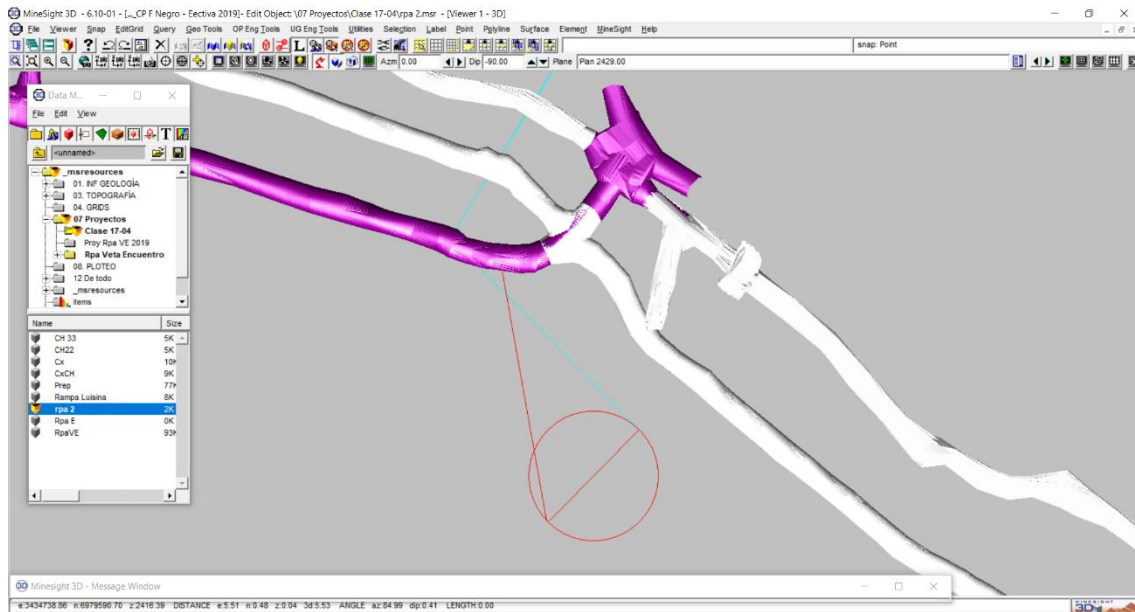 MineSight 3D - 6.10-01 - [..._CP F Negro - Eectiva 2019]- Edit Object: \07 Proyectos\Clase 17-04\rpa 2.msr - [Viewer 1 - 3D]
File Viewer Snap EditGrid Query Geo Tools OP Eng Tools UG Eng Tools Utilities Selection Label Point Polyline Surface Element MineSight Help
snap: Point
Azm 0.00 Dip -90.00 Plane Plan 2429.00
Data M...
File Edit View
<unnamed>
_msresources
01. INF GEOLOGÍA
03. TOPOGRAFÍA
04. GRIDS
07 Proyectos
Clase 17-04
Proy Rpa VE 2019
Rpa Veta Encuentro
08. PLOTEO
12 De todo
_msresources
items
Name Size
CH 33 5K
CH22 5K
Cx 10K
CxCH 9K
Prep 77K
Rampa Luisina 8K
rpa 2 2K
Rpa E 0K
RpaVE 93K
Minesight 3D - Message Window
e:3434738.86 n:6979590.70 z:2416.39 DISTANCE e:5.51 n:0.48 z:0.04 3d:5.53 ANGLE az:84.99 dip:0.41 LENGTH:0.00
MINESIGHT 3D